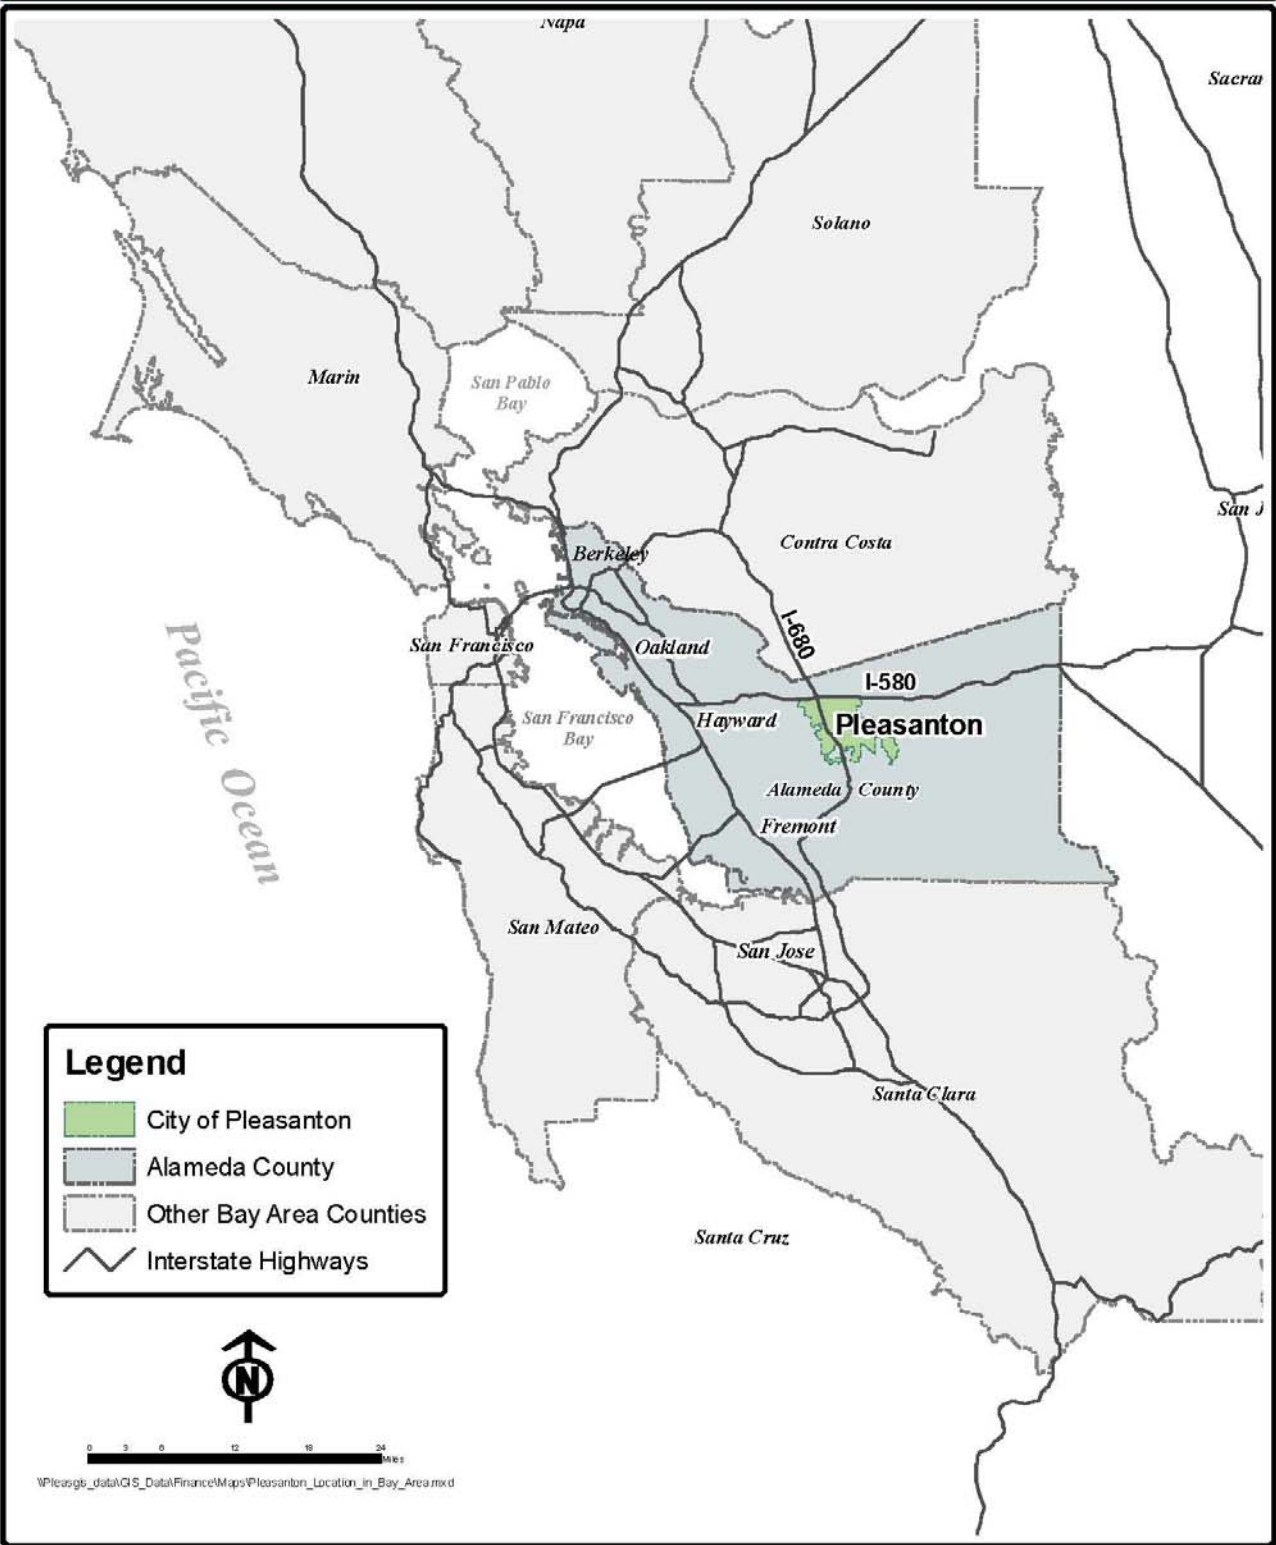 Napa
Sacrar
Solano
Marin
San Pablo
Bay
San J
Contra Costa
Berkeley
I-680
San Francisco
Oakland
Pacific Ocean
I-580
San Francisco
Bay
Hayward
Pleasanton
Alameda County
Fremont
San Mateo
San Jose
Legend
City of Pleasanton
Alameda County
Other Bay Area Counties
Interstate Highways
Santa Clara
Santa Cruz
N
0 3 6 12 18 24
Miles
\\Pleasgis_data\GIS_Data\Finance\Maps\Pleasanton_Location_in_Bay_Area.mxd